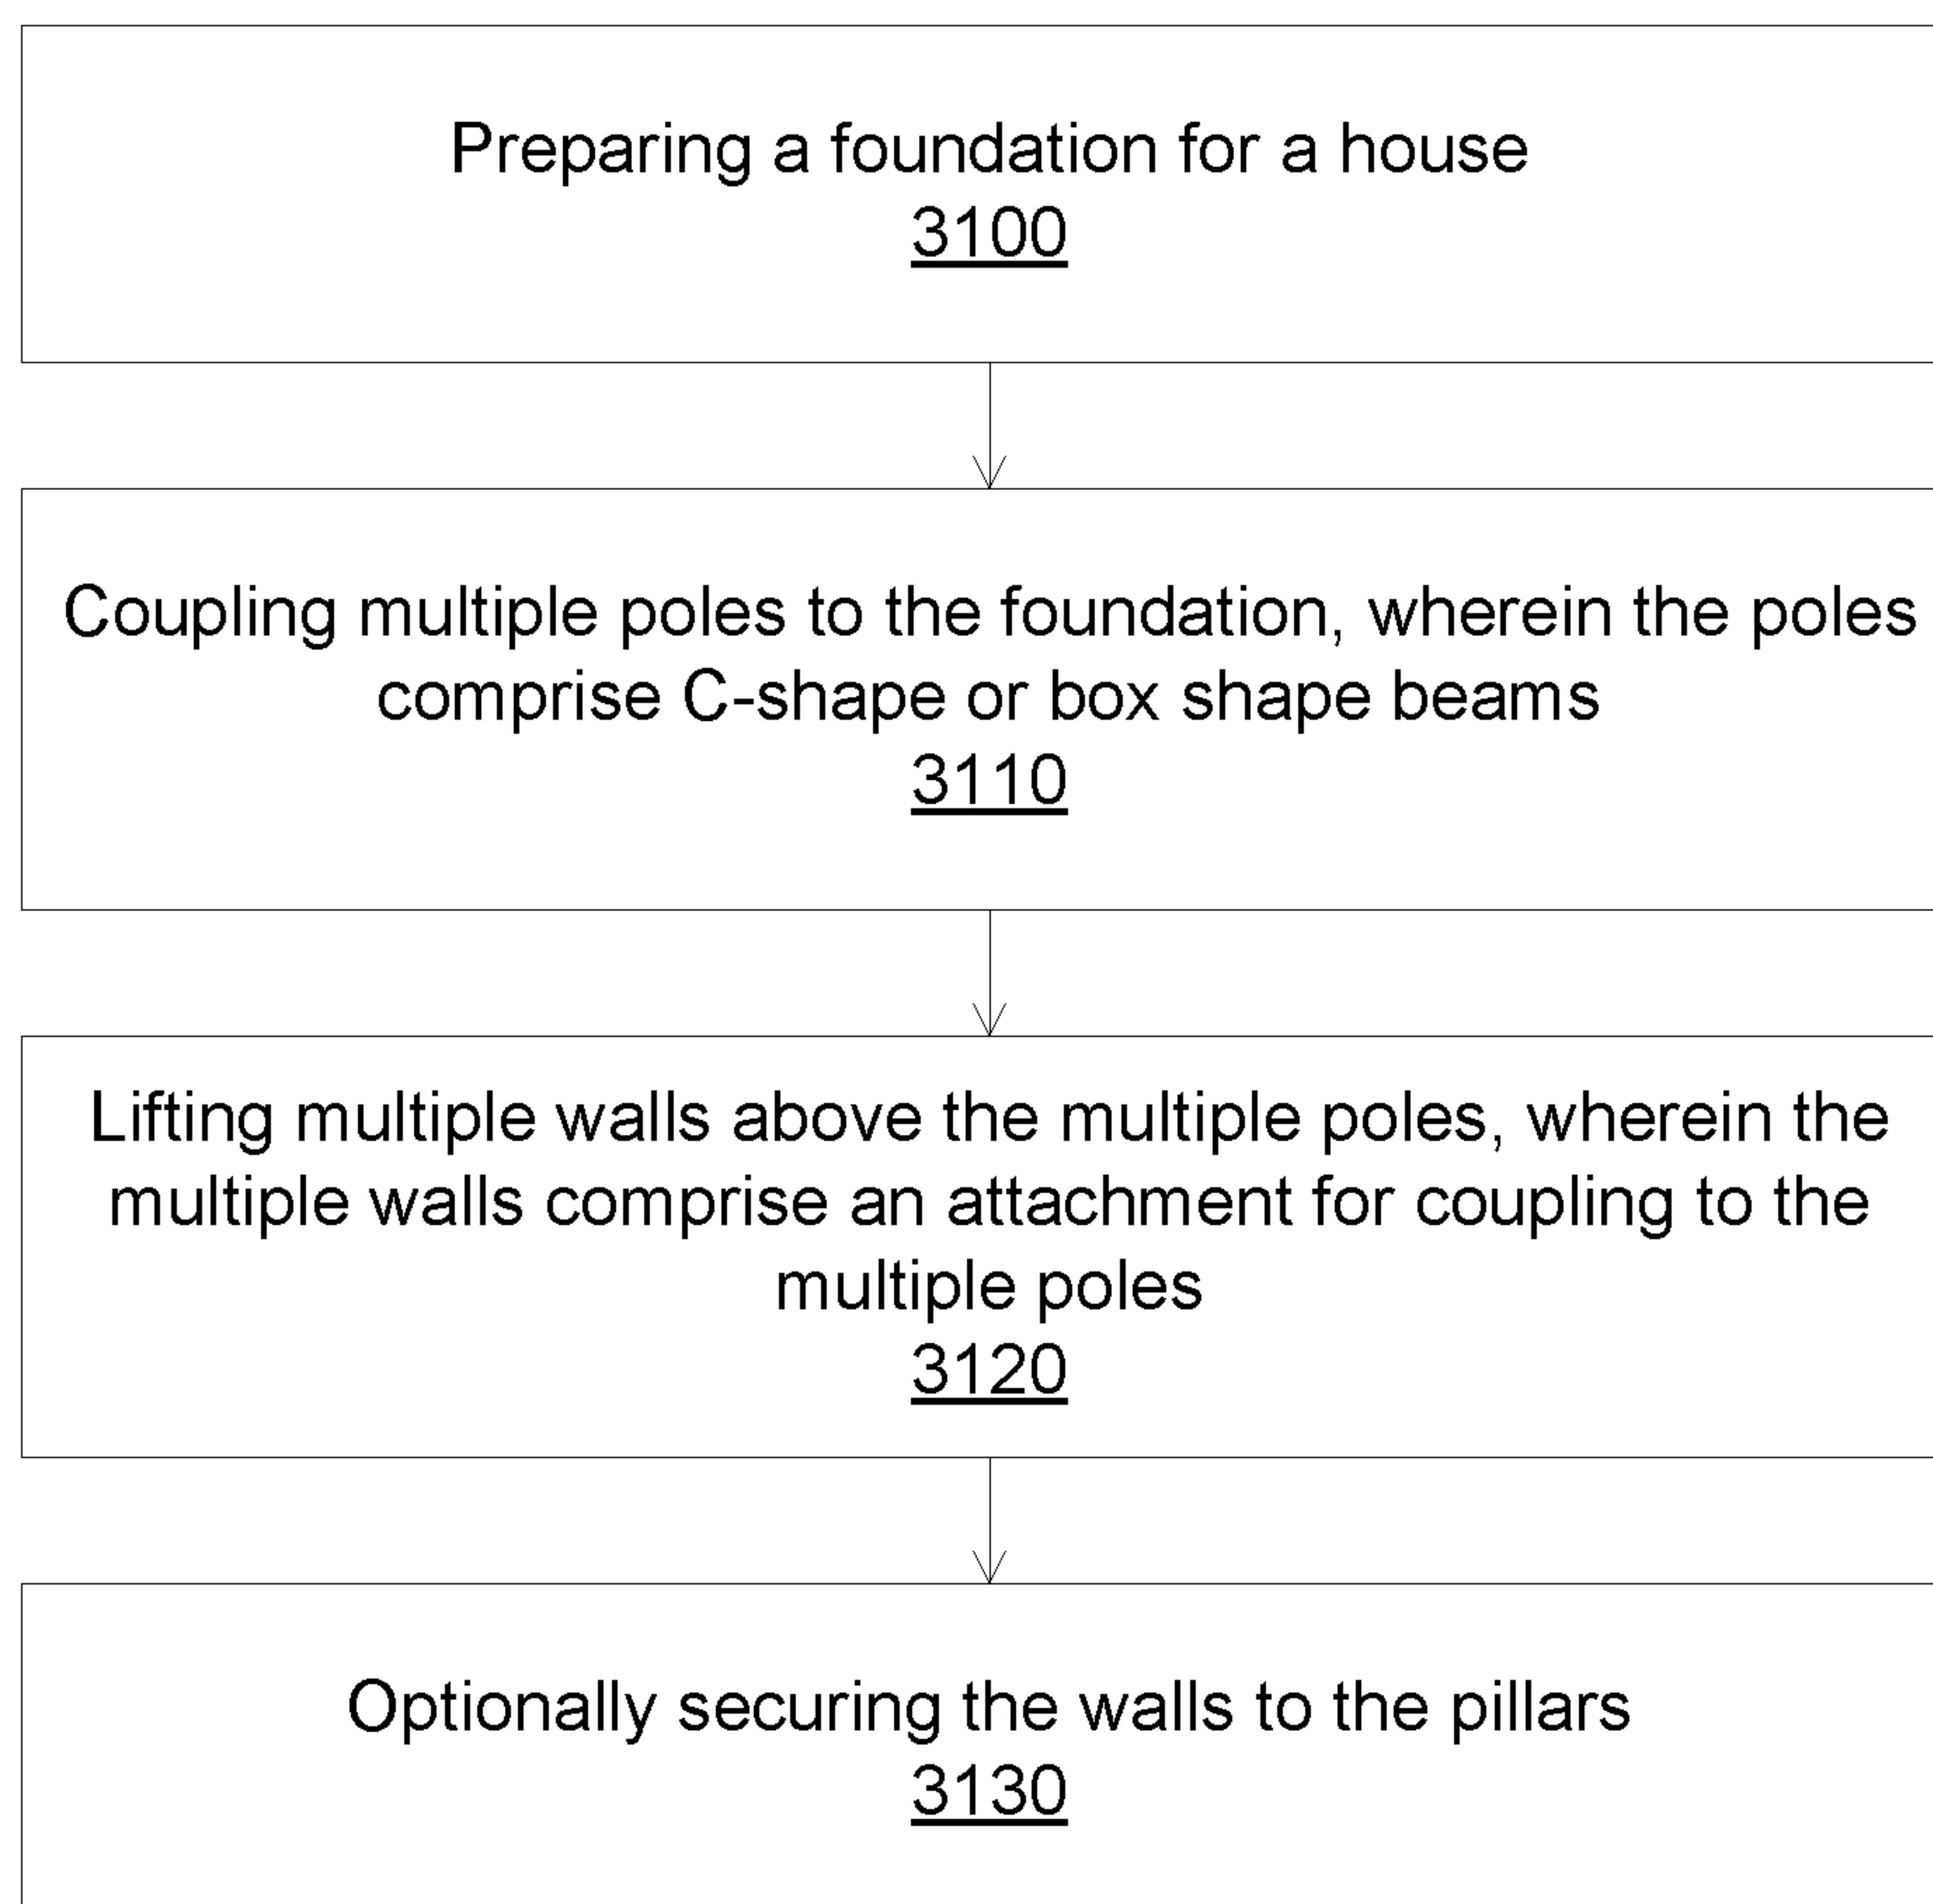 Preparing a foundation for a house
3100
Coupling multiple poles to the foundation, wherein the poles
comprise C-shape or box shape beams
3110
Lifting multiple walls above the multiple poles, wherein the
multiple walls comprise an attachment for coupling to the
multiple poles
3120
Optionally securing the walls to the pillars
3130